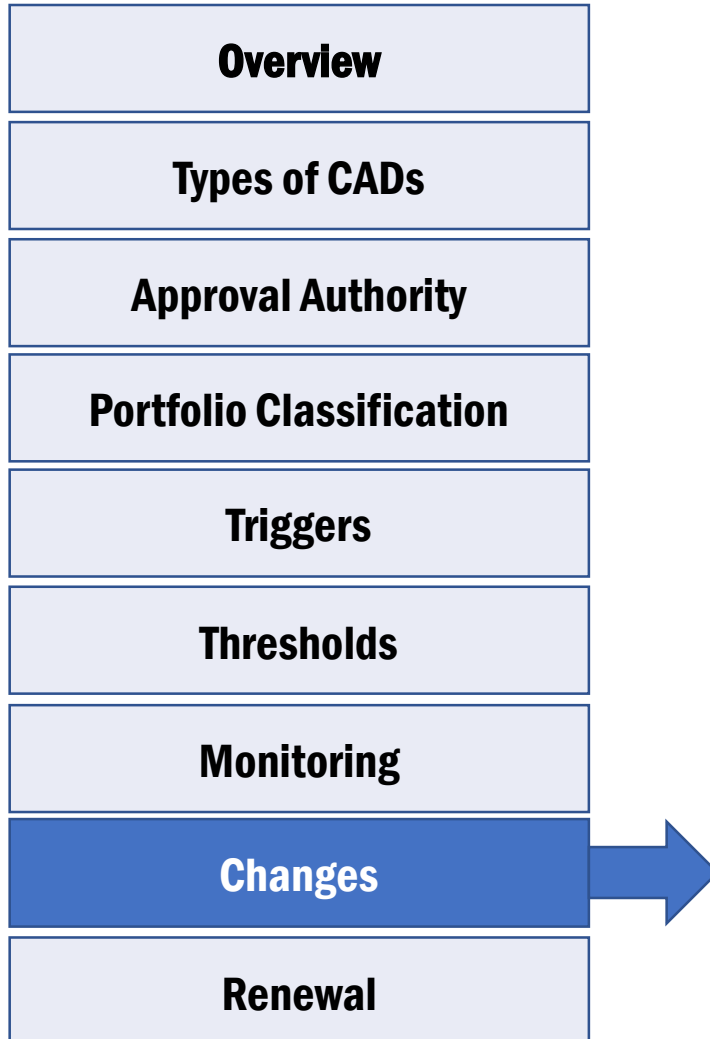 Overview
Types of CADs
Approval Authority
Portfolio Classification
Triggers
Thresholds
Monitoring
Changes
Renewal